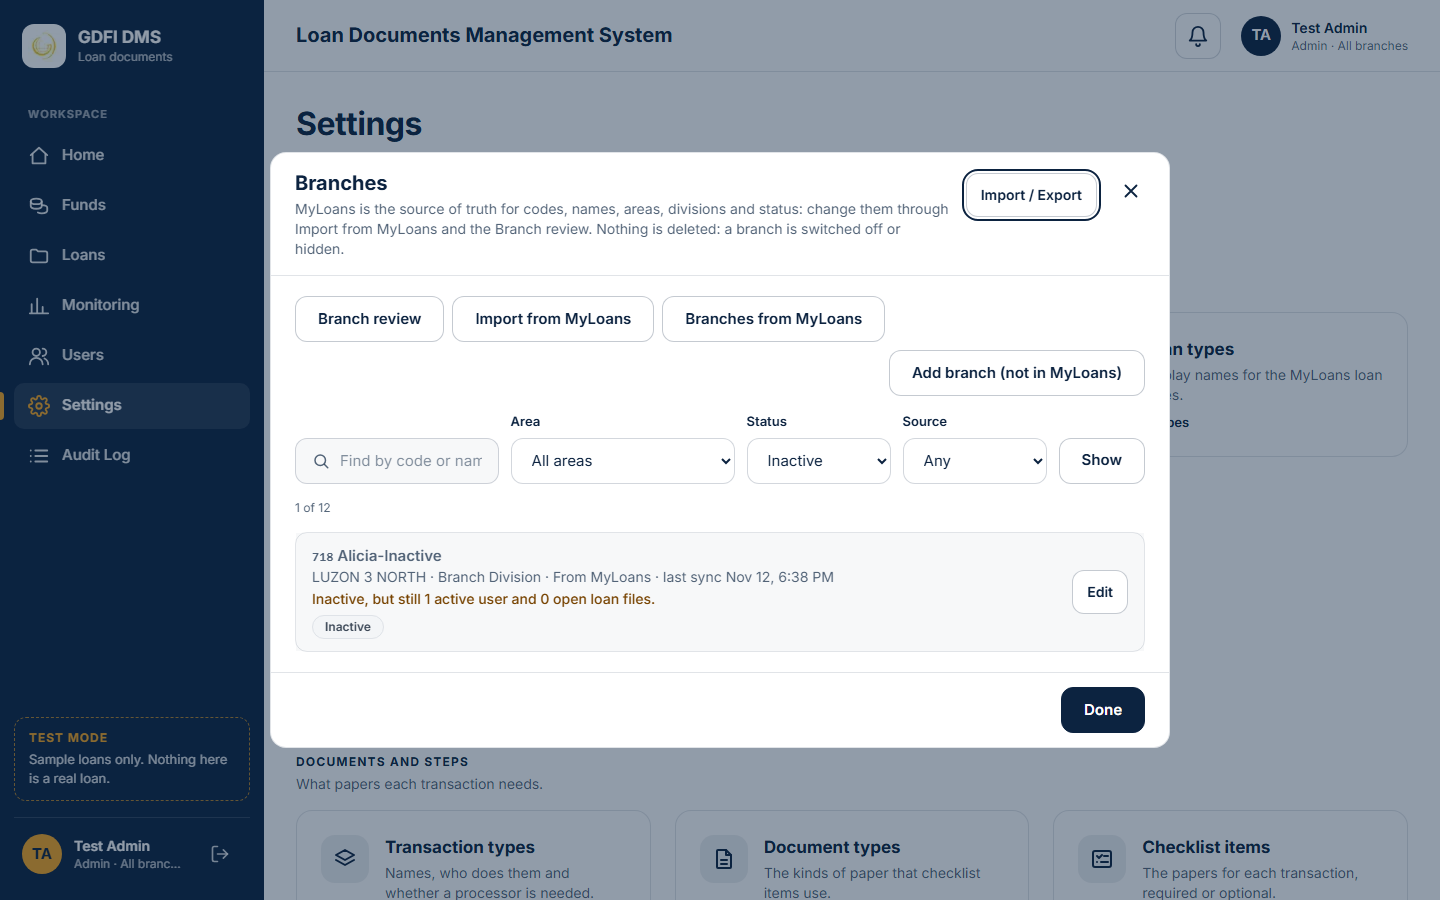 GDFI DMS
Loan documents
WORKSPACE
Home
Funds
Loans
Monitoring
Users
Settings
Audit Log
TEST MODE
Sample loans only. Nothing here
is a real loan.
TA
Test Admin
Admin · All branc...
Loan Documents Management System
TA
Test Admin
Admin · All branches
Settings
Branches
MyLoans is the source of truth for codes, names, areas, divisions and status: change them through
Import from MyLoans and the Branch review. Nothing is deleted: a branch is switched off or
hidden.
Import / Export
Branch review
Import from MyLoans
Branches from MyLoans
Add branch (not in MyLoans)
Area
Status
Source
Find by code or nam
All areas
Inactive
Any
Show
1 of 12
718 Alicia-Inactive
LUZON 3 NORTH · Branch Division · From MyLoans · last sync Nov 12, 6:38 PM
Inactive, but still 1 active user and 0 open loan files.
Inactive
Edit
Done
types
names for the MyLoans loan
DOCUMENTS AND STEPS
What papers each transaction needs.
Transaction types
Names, who does them and
whether a processor is needed.
Document types
The kinds of paper that checklist
items use.
Checklist items
The papers for each transaction,
required or optional.